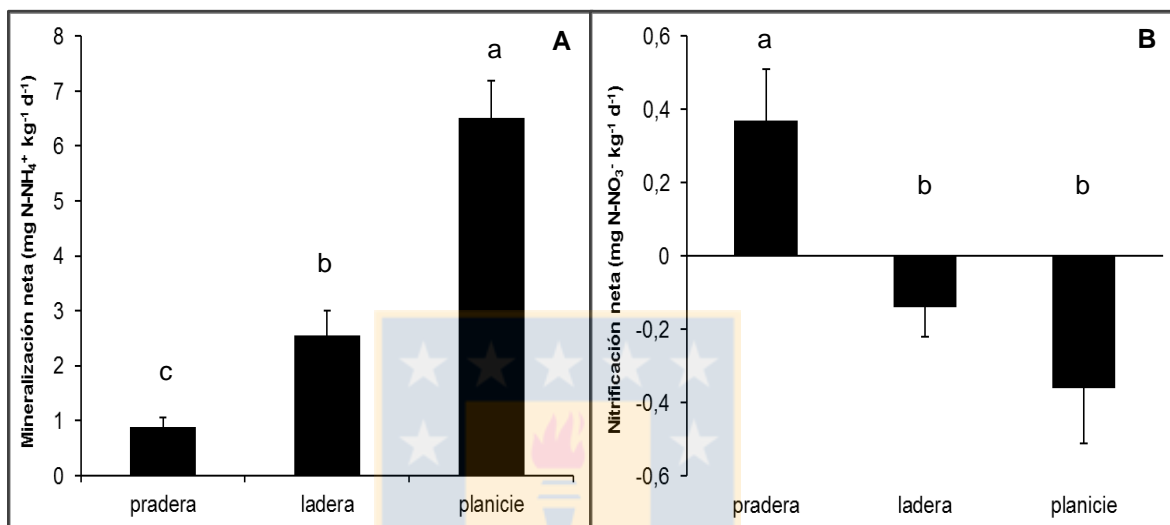 A
Mineralización neta (mg N-NH₄⁺ kg⁻¹ d⁻¹)
8
7
6
5
4
3
2
1
0
c
b
a
pradera
ladera
planicie
B
Nitrificación neta (mg N-NO₃⁻ kg⁻¹ d⁻¹)
0,6
0,4
0,2
0
-0,2
-0,4
-0,6
a
b
b
pradera
ladera
planicie